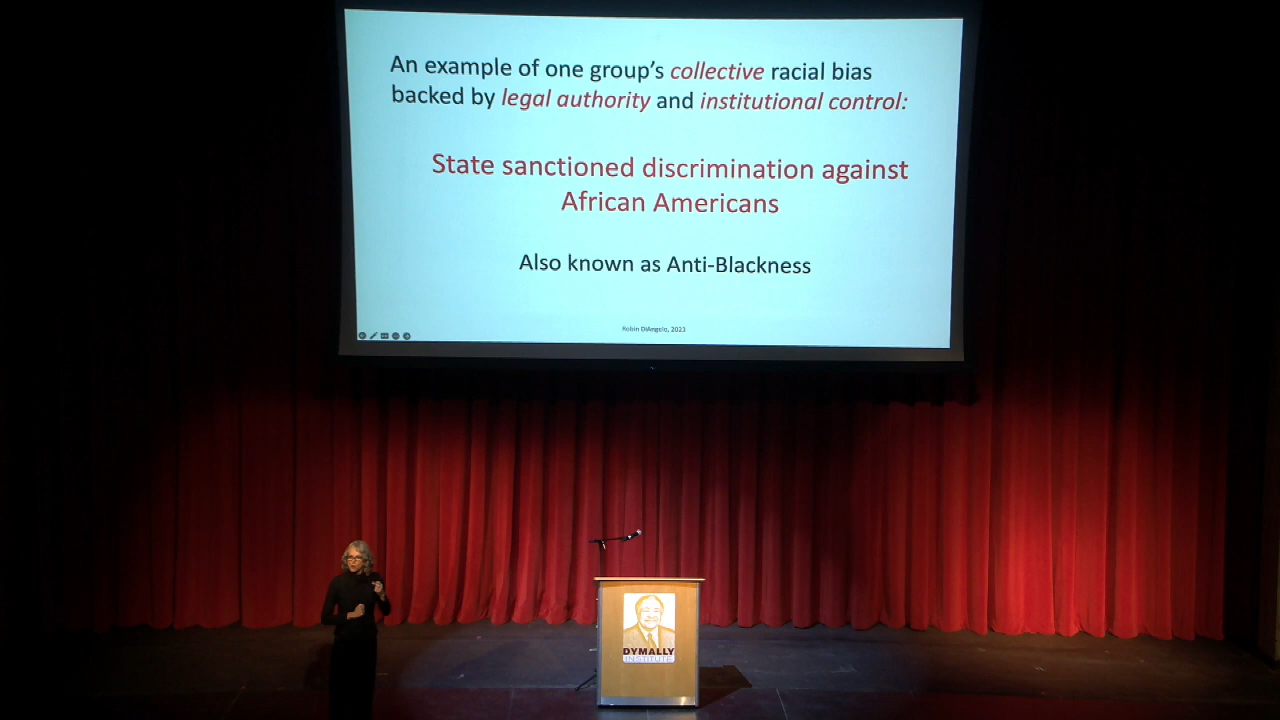 An example of one group's collective racial bias
backed by legal authority and institutional control:
State sanctioned discrimination against
African Americans
Also known as Anti-Blackness
Robin DiAngelo, 2023
DYMALLY
INSTITUTE